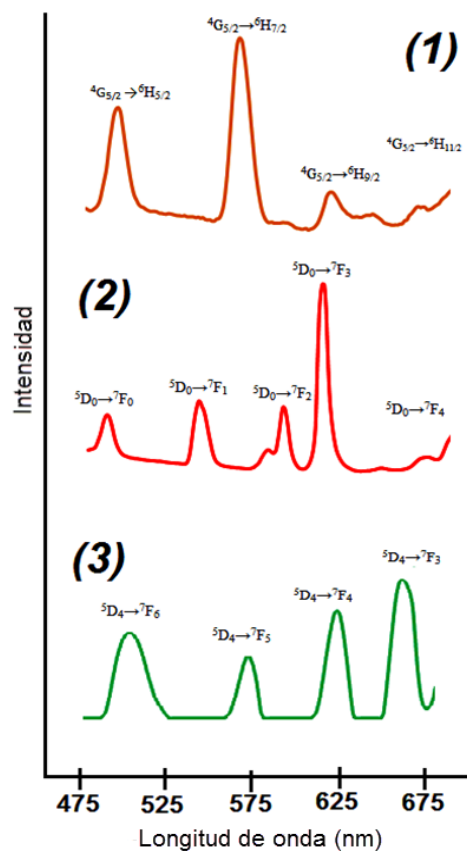 ⁴G₅/₂→⁶H₇/₂
(1)
⁴G₅/₂→⁶H₅/₂
⁴G₅/₂→⁶H₁₁/₂
⁴G₅/₂→⁶H₉/₂
⁵D₀→⁷F₃
(2)
⁵D₀→⁷F₀
⁵D₀→⁷F₁
⁵D₀→⁷F₂
⁵D₀→⁷F₄
Intensidad
(3)
⁵D₄→⁷F₃
⁵D₄→⁷F₆
⁵D₄→⁷F₄
⁵D₄→⁷F₅
475 525 575 625 675
Longitud de onda (nm)